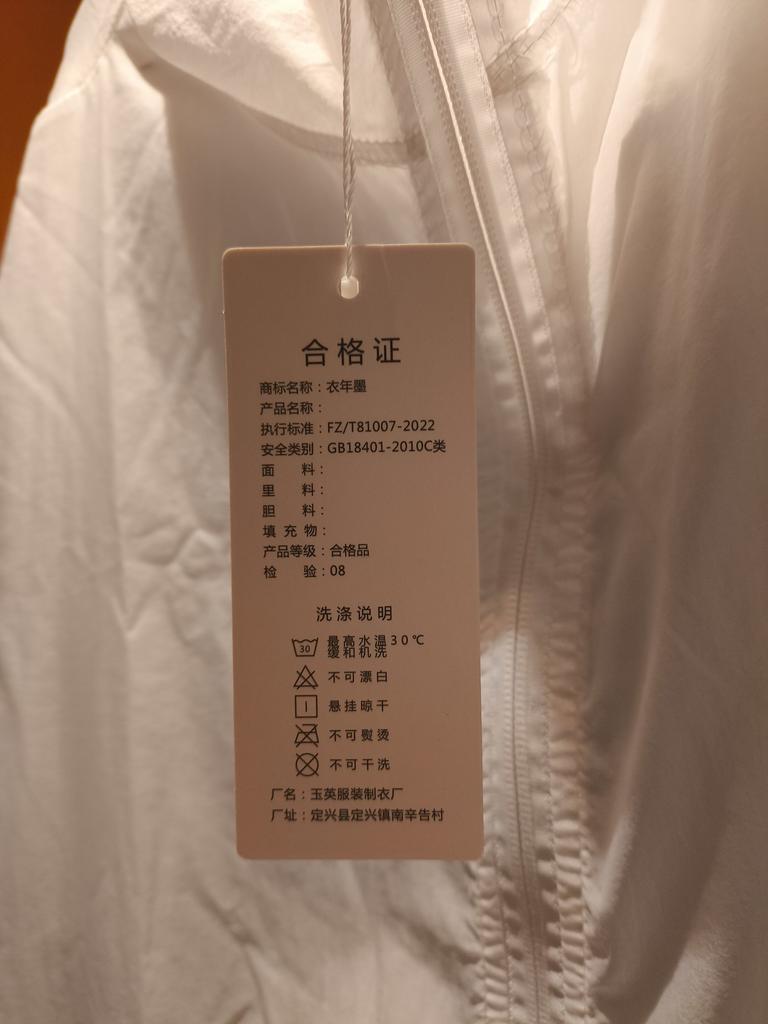 合格证
商标名称：衣年墨
产品名称：
执行标准：FZ/T81007-2022
安全类别：GB18401-2010C类
面料：
里料：
胆料：
填充物：
产品等级：合格品
检验：08
洗涤说明
30 最高水温30℃
缓和机洗
不可漂白
悬挂晾干
不可熨烫
不可干洗
厂名：玉英服装制衣厂
厂址：定兴县定兴镇南辛告村